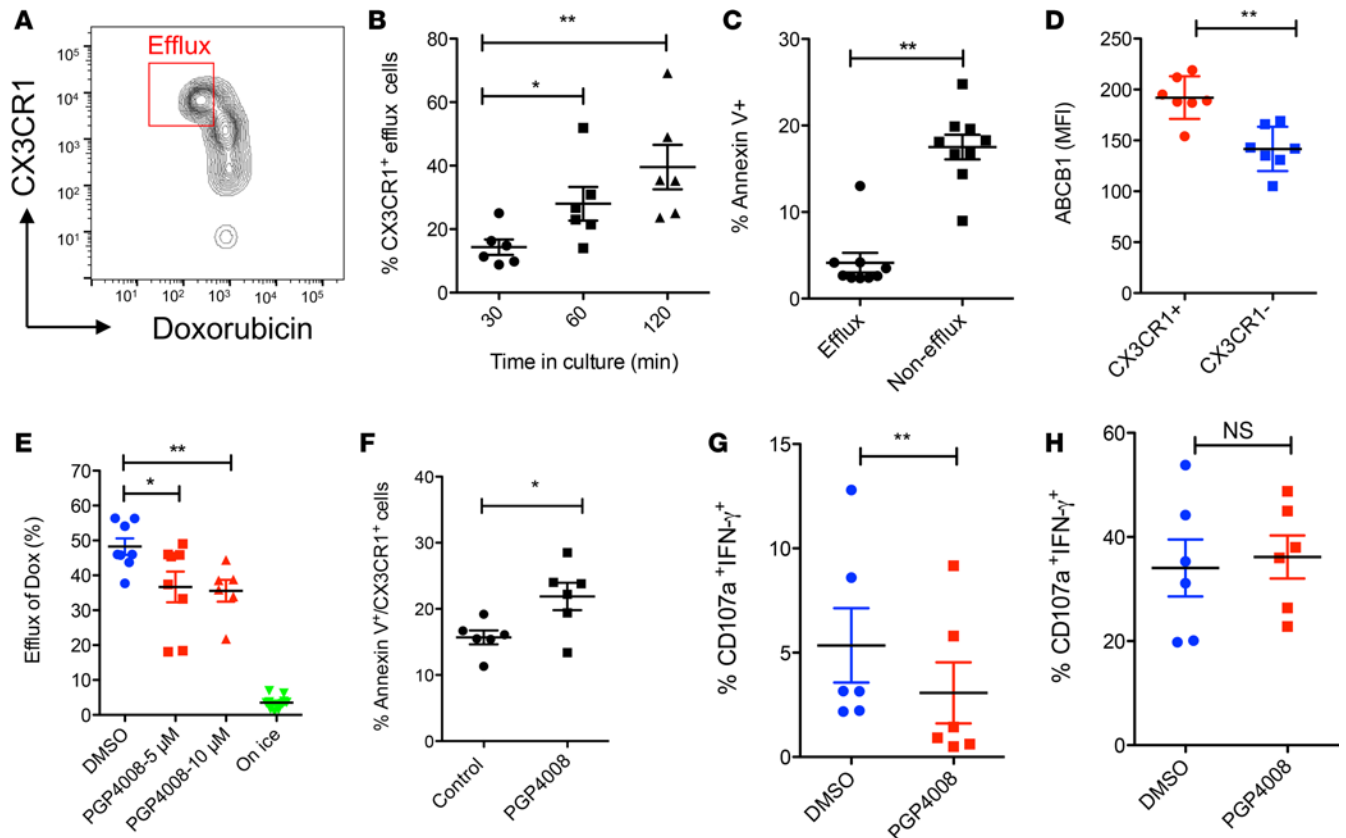 A
Efflux
CX3CR1
10⁵
10⁴
10³
10²
10¹
10¹ 10² 10³ 10⁴ 10⁵
Doxorubicin
B
**
*
% CX3CR1⁺ efflux cells
80
60
40
20
0
30 60 120
Time in culture (min)
C
**
% Annexin V+
30
20
10
0
Efflux Non-efflux
D
**
ABCB1 (MFI)
250
200
150
100
50
0
CX3CR1+ CX3CR1-
E
**
*
Efflux of Dox (%)
70
60
50
40
30
20
10
0
DMSO PGP4008-5 µM PGP4008-10 µM On ice
F
*
% Annexin V⁺/CX3CR1⁺ cells
40
30
20
10
0
Control PGP4008
G
**
% CD107a ⁺IFN-γ⁺
15
10
5
0
DMSO PGP4008
H
NS
% CD107a ⁺IFN-γ⁺
60
40
20
0
DMSO PGP4008